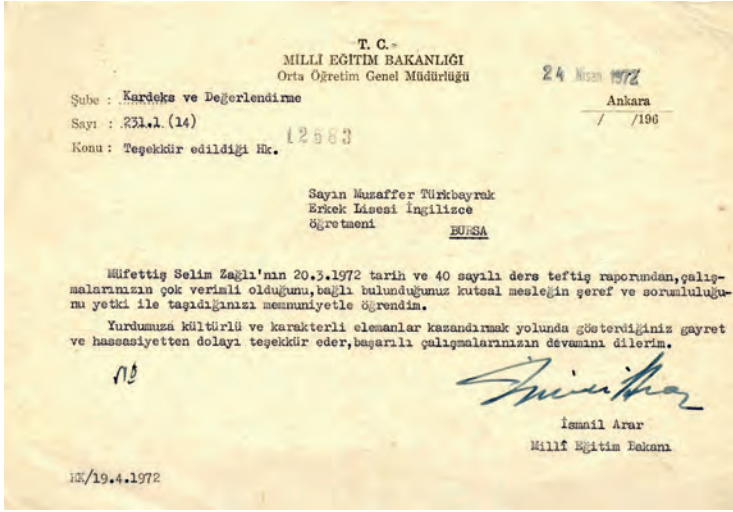 T. C.
MİLLİ EĞİTİM BAKANLIĞI
Orta Öğretim Genel Müdürlüğü
24 Nisan 1972
Şube : Kardeks ve Değerlendirme
Ankara
Sayı : 231.1.(14)
/ /196
12683
Konu : Teşekkür edildiği Hk.
Sayın Muzaffer Türkbayrak
Erkek Lisesi İngilizce
öğretmeni
BURSA
Müfettiş Selim Zağlı'nın 20.3.1972 tarih ve 40 sayılı ders teftiş raporundan,çalış-
malarınızın çok verimli olduğunu,bağlı bulunduğunuz kutsal mesleğin şeref ve sorumluluğu-
nu yetki ile taşıdığınızı memnuniyetle öğrendim.
Yurdumuza kültürlü ve karakterli elemanlar kazandırmak yolunda gösterdiğiniz gayret
ve hassasiyetten dolayı teşekkür eder,başarılı çalışmalarınızın devamını dilerim.
İsmail Arar
Millî Eğitim Bakanı
/19.4.1972